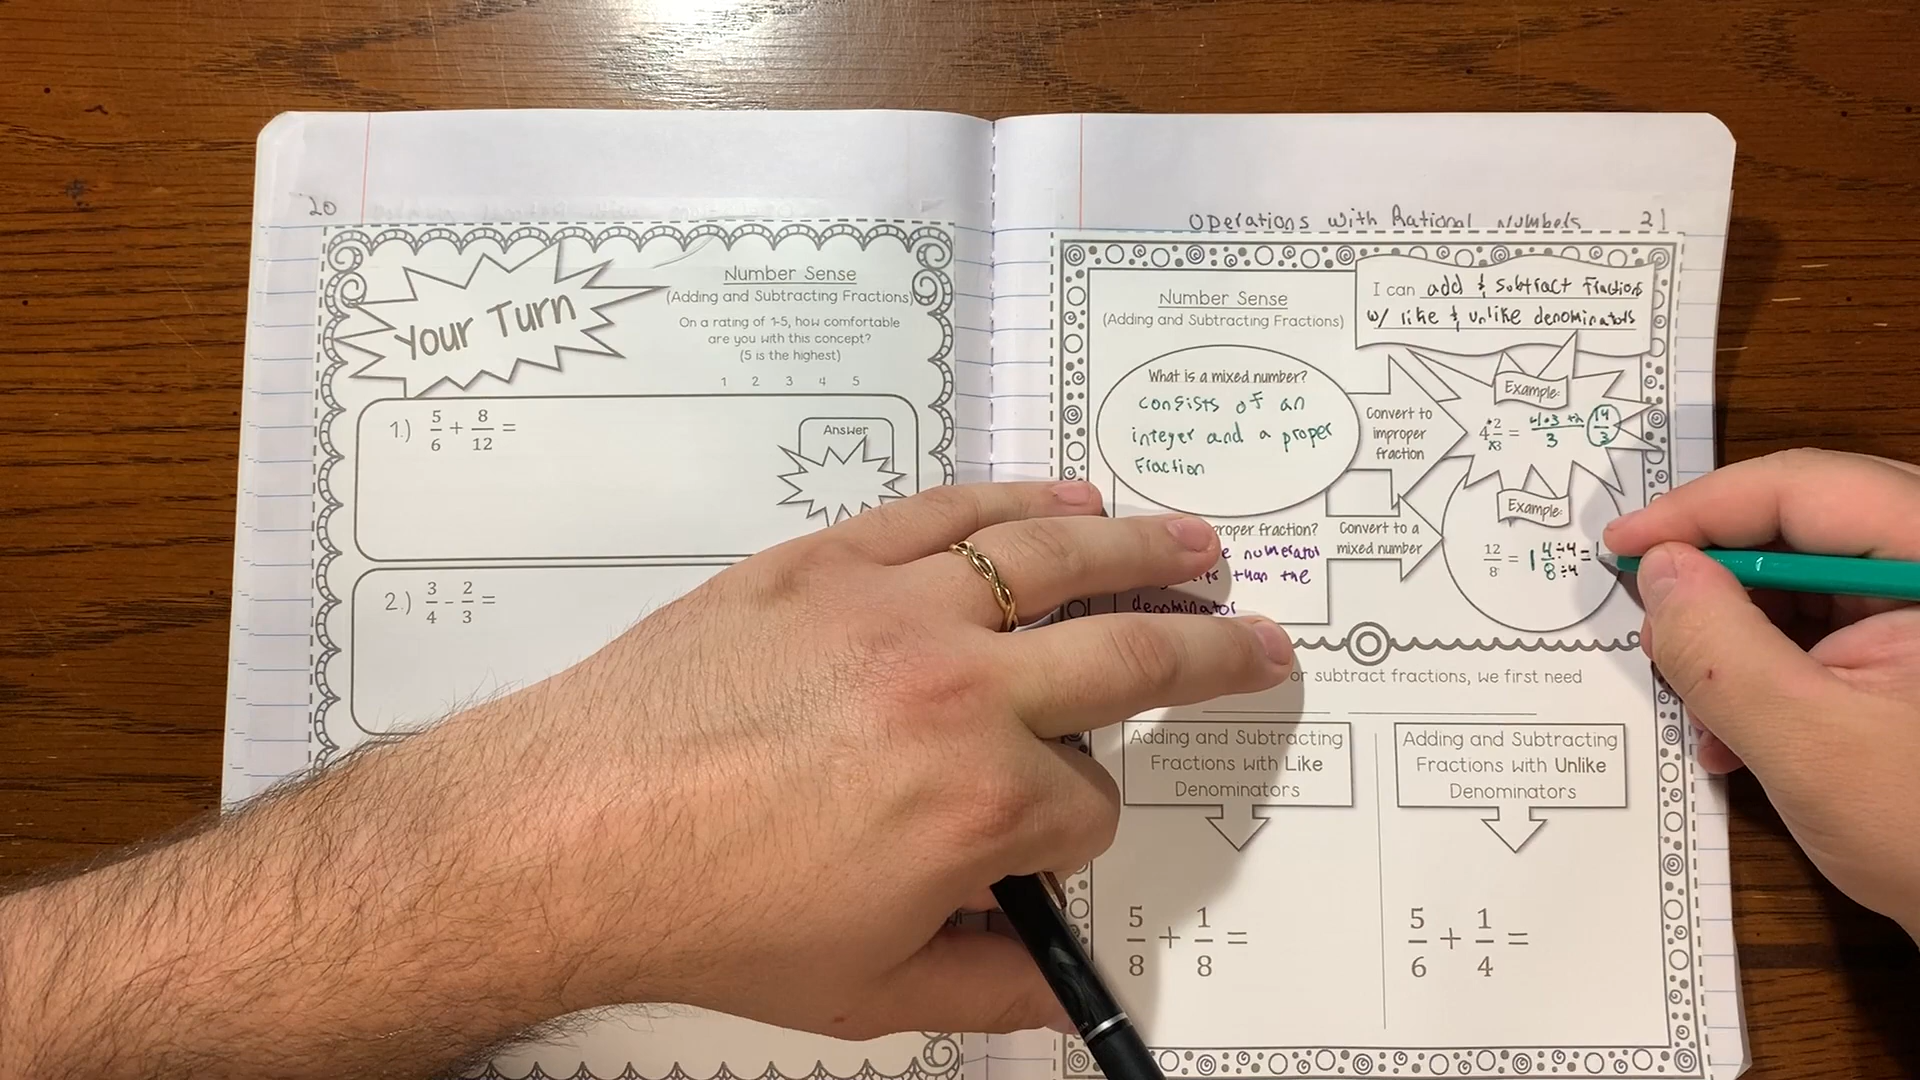 20
Your Turn
Number Sense
(Adding and Subtracting Fractions)
On a rating of 1-5, how comfortable
are you with this concept?
(5 is the highest)
1 2 3 4 5
1.) 5/6 + 8/12 =
Answer
2.) 3/4 - 2/3 =
Operations with Rational Numbers 21
Number Sense
(Adding and Subtracting Fractions)
I can add & subtract fractions
w/ like & unlike denominators
What is a mixed number?
consists of an
integer and a proper
fraction
Convert to
improper
fraction
Example:
4 +2/x3 = 4•3+2/3 14/3
proper fraction?
numerator
than the
denominator
Convert to a
mixed number
Example:
12/8 = 1 4÷4/8÷4 = 1
or subtract fractions, we first need
Adding and Subtracting
Fractions with Like
Denominators
5/8 + 1/8 =
Adding and Subtracting
Fractions with Unlike
Denominators
5/6 + 1/4 =